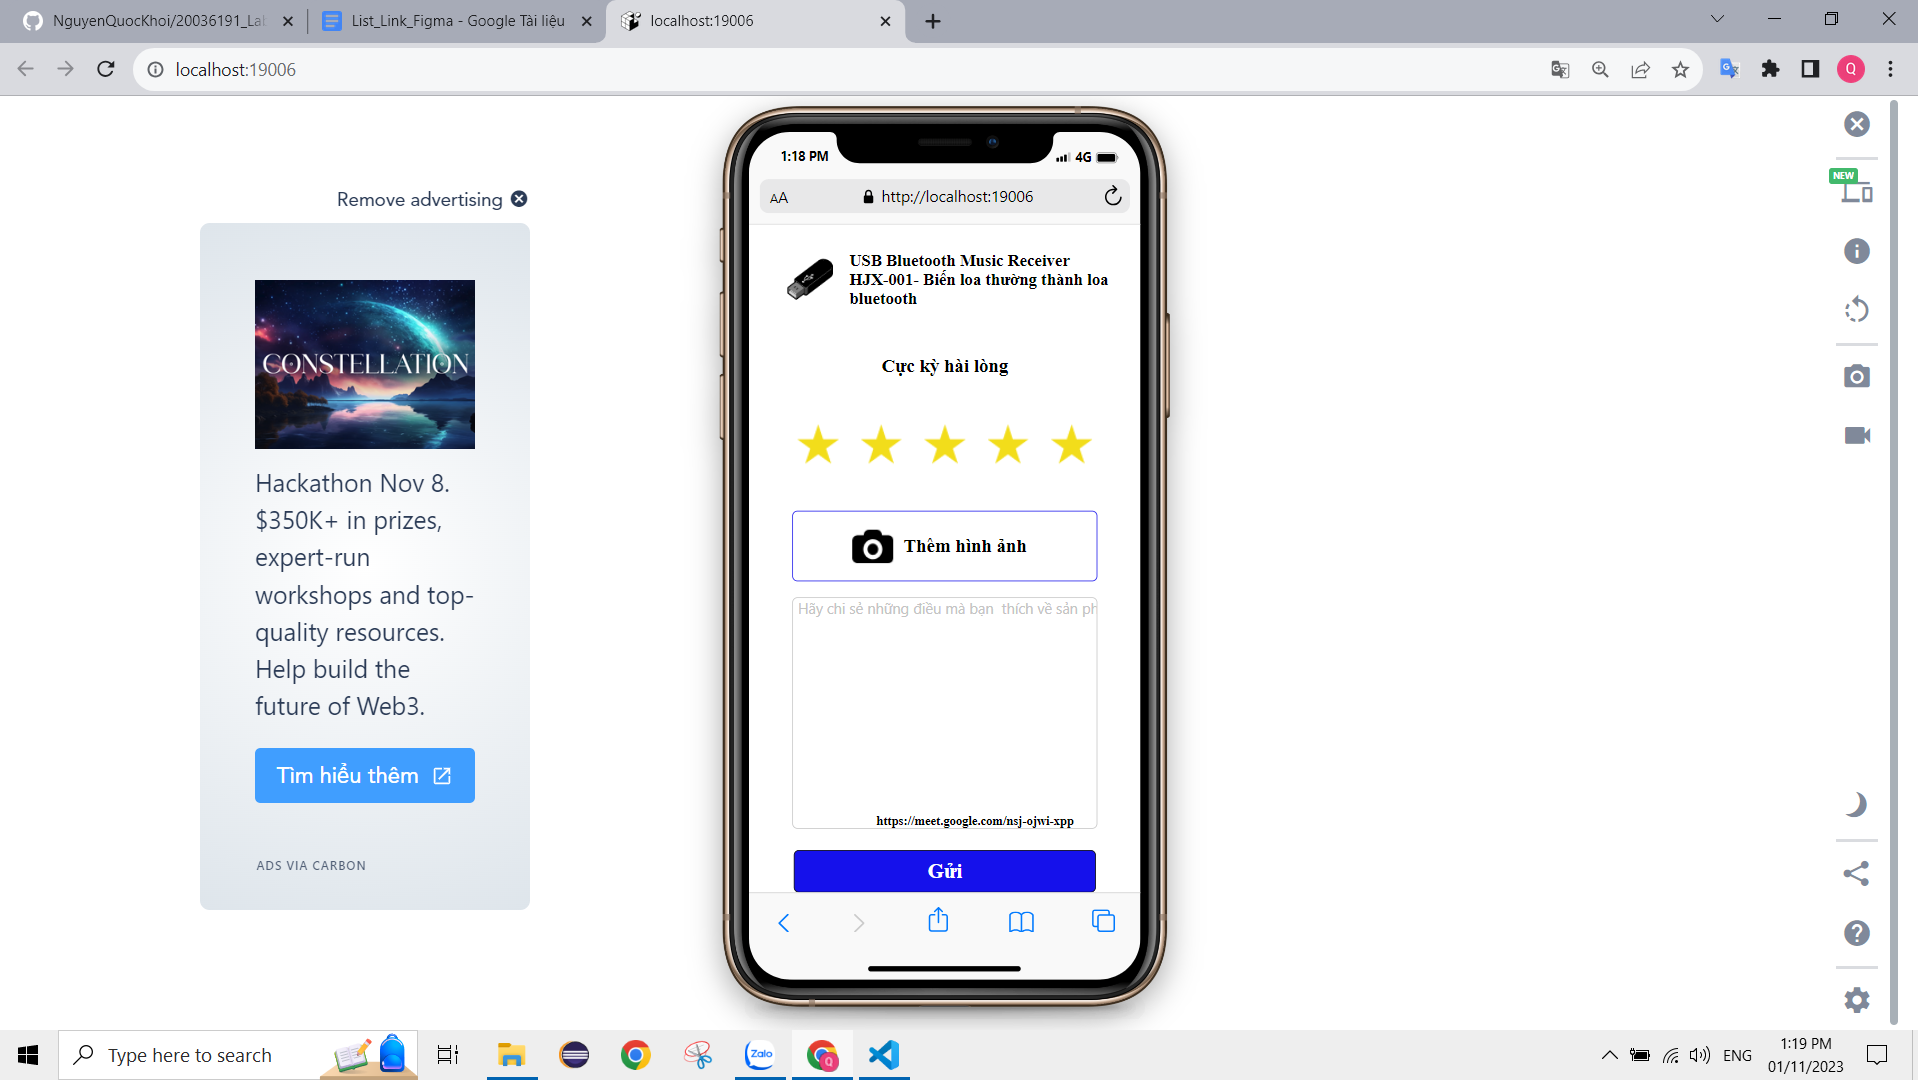 NguyenQuocKhoi/20036191_Lab
List_Link_Figma - Google Tài liệu
localhost:19006
localhost:19006
Q
Remove advertising
CONSTELLATION
Hackathon Nov 8.
$350K+ in prizes,
expert-run
workshops and top-
quality resources.
Help build the
future of Web3.
Tìm hiểu thêm
ADS VIA CARBON
1:18 PM
4G
AA
http://localhost:19006
USB Bluetooth Music Receiver
HJX-001- Biến loa thường thành loa
bluetooth
Cực kỳ hài lòng
Thêm hình ảnh
Hãy chi sẻ những điều mà bạn  thích về sản ph
https://meet.google.com/nsj-ojwi-xpp
Gửi
NEW
Type here to search
Zalo
Q
ENG
1:19 PM
01/11/2023